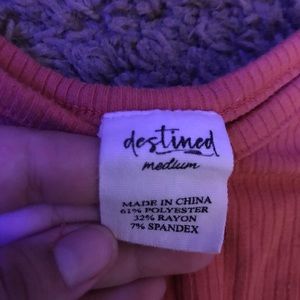 destined
medium
MADE IN CHINA
61% POLYESTER
32% RAYON
7% SPANDEX